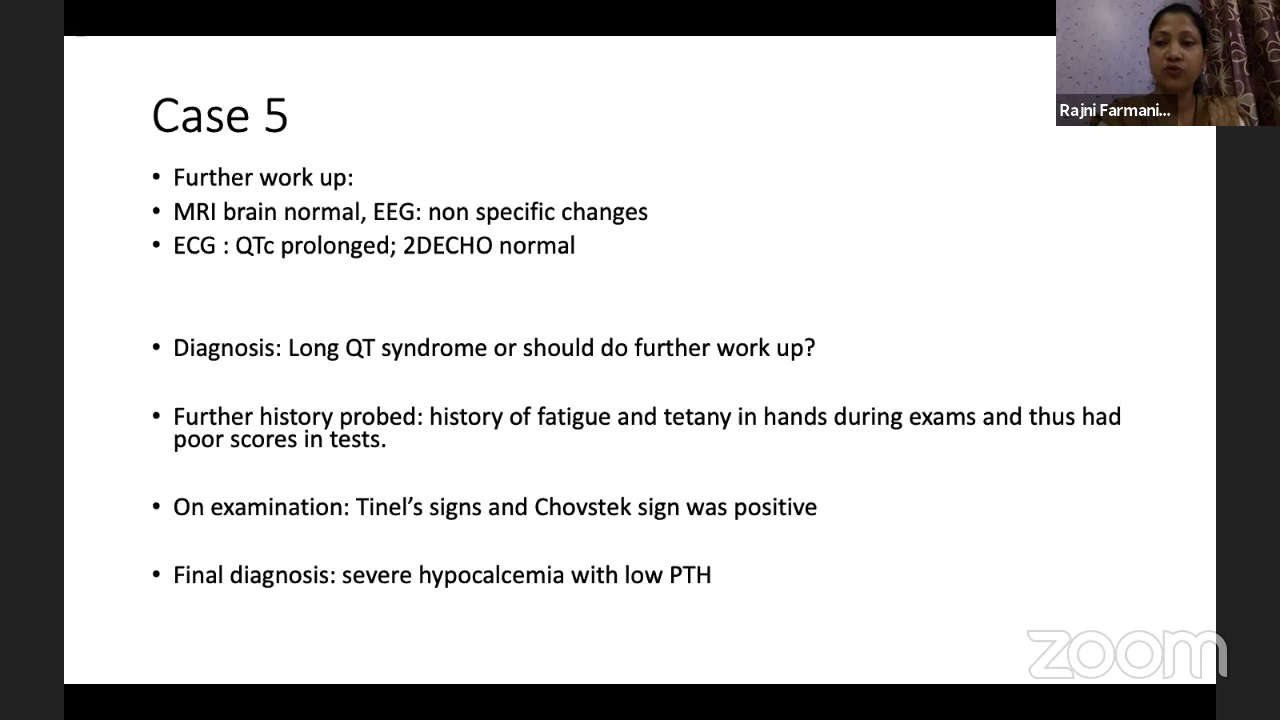 Case 5
Rajni Farmani...
• Further work up:
• MRI brain normal, EEG: non specific changes
• ECG : QTc prolonged; 2DECHO normal
• Diagnosis: Long QT syndrome or should do further work up?
• Further history probed: history of fatigue and tetany in hands during exams and thus had
poor scores in tests.
• On examination: Tinel’s signs and Chovstek sign was positive
• Final diagnosis: severe hypocalcemia with low PTH
zoom